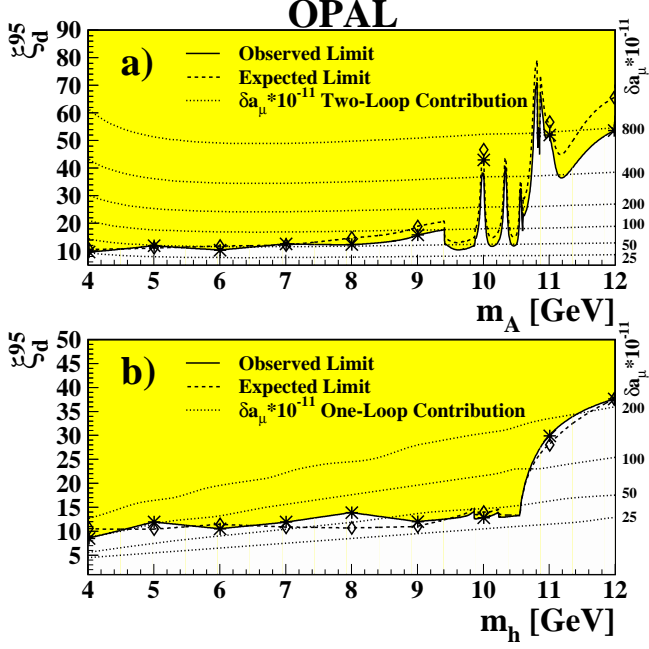 OPAL
ξ95d
90
80
70
60
50
40
30
20
10
a)
Observed Limit
Expected Limit
δaμ*10-11 Two-Loop Contribution
δaμ*10-11
800
400
200
100
50
25
4 5 6 7 8 9 10 11 12
mA [GeV]
ξ95d
50
45
40
35
30
25
20
15
10
5
b)
Observed Limit
Expected Limit
δaμ*10-11 One-Loop Contribution
δaμ*10-11
200
100
50
25
4 5 6 7 8 9 10 11 12
mh [GeV]